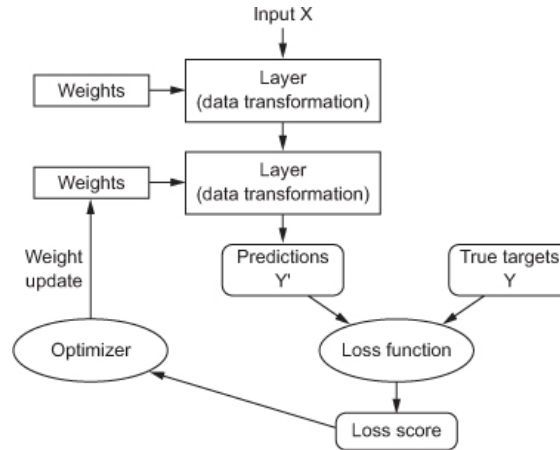 Input X
Layer
(data transformation)
Weights
Layer
(data transformation)
Weights
Weight
update
Predictions
Y'
True targets
Y
Optimizer
Loss function
Loss score